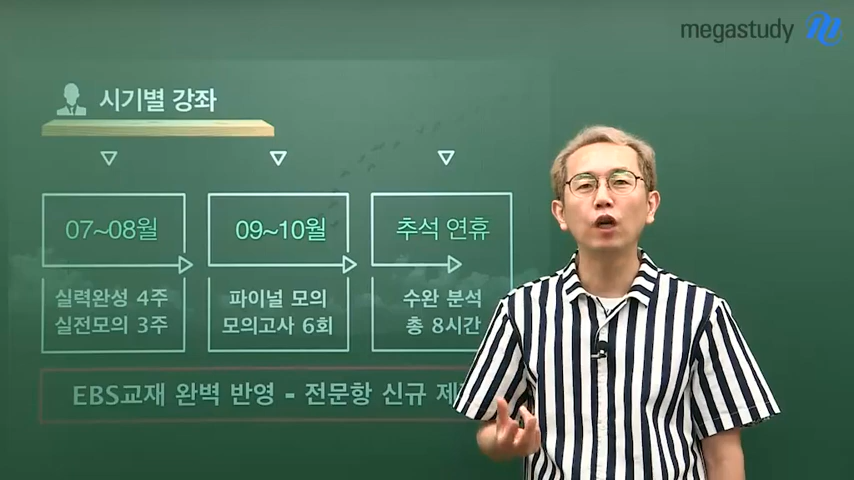 megastudy
시기별 강좌
07~08월
09~10월
추석 연휴
실력완성 4주
실전모의 3주
파이널 모의
모의고사 6회
수완 분석
총 8시간
EBS교재 완벽 반영 - 전문항 신규 제